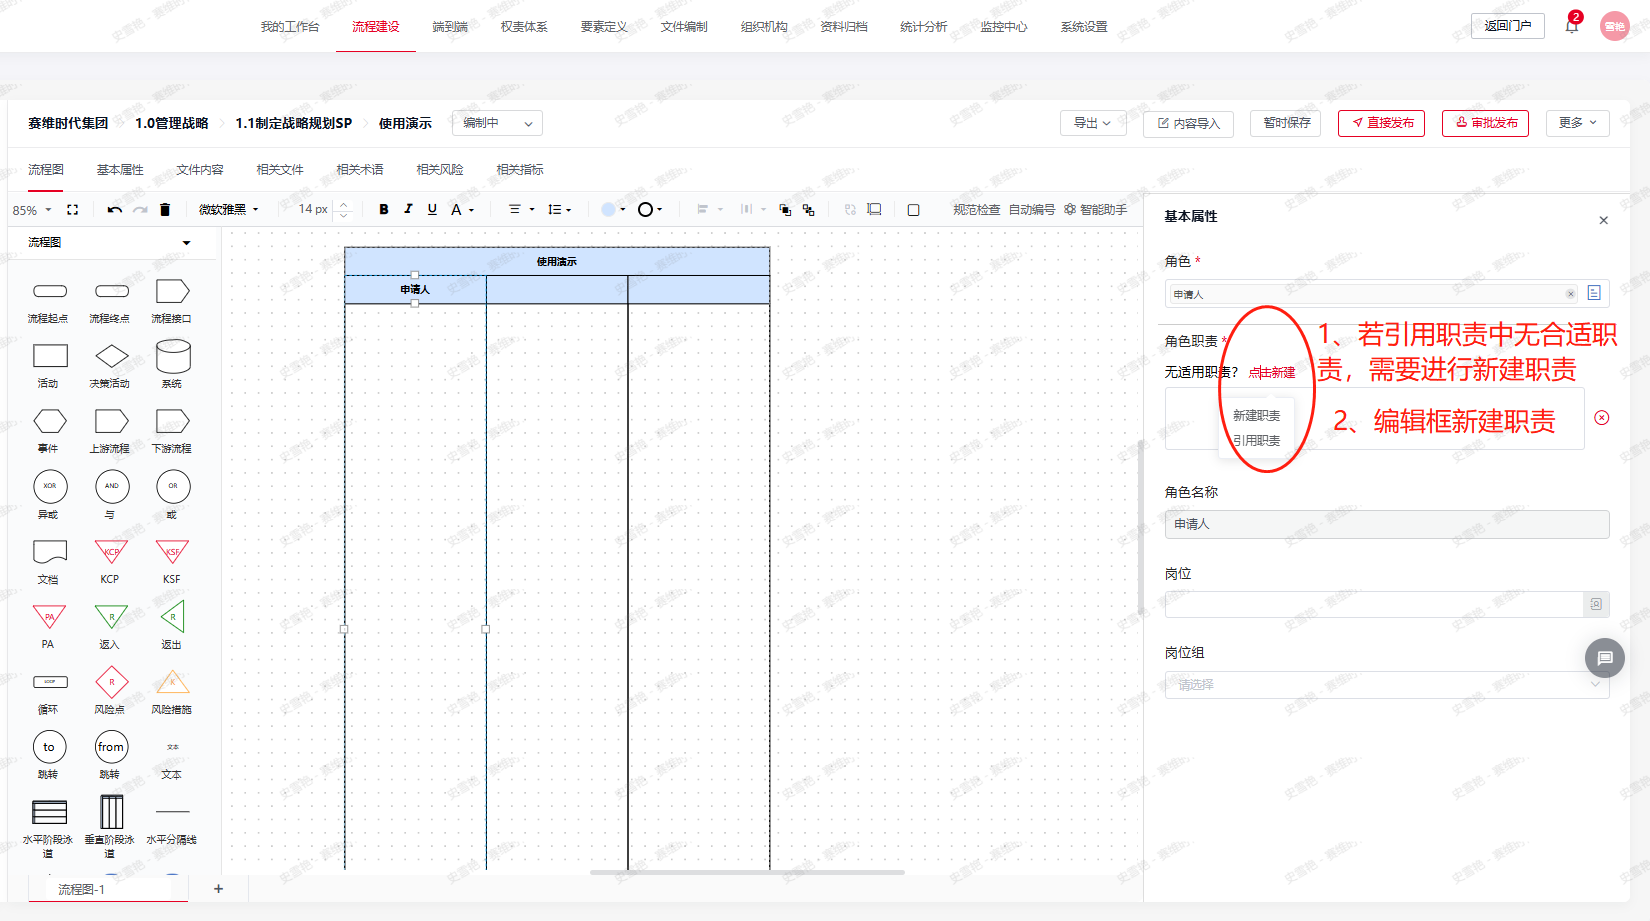 我的工作台 流程建设 端到端 权责体系 要素定义 文件编制 组织机构 资料归档 统计分析 监控中心 系统设置 返回门户 2 雪艳
赛维时代集团 1.0管理战略 1.1制定战略规划SP 使用演示 编制中 导出 内容导入 暂时保存 直接发布 审批发布 更多
流程图 基本属性 文件内容 相关文件 相关术语 相关风险 相关指标
85% 微软雅黑 14 px B I U A 规范检查 自动编号 智能助手
流程图
流程起点 流程终点 流程接口
活动 决策活动 系统
事件 上游流程 下游流程
XOR AND OR
异或 与 或
KCP KSF
文档 KCP KSF
PA R R
PA 返入 返出
LOOP R K
循环 风险点 风险措施
to from 文本
跳转 跳转 文本
水平阶段泳道 垂直阶段泳道 水平分隔线
流程图-1 +
使用演示
申请人
基本属性
角色 *
申请人
角色职责 *
无适用职责？ 点击新建
新建职责
引用职责
1、若引用职责中无合适职
责，需要进行新建职责
2、编辑框新建职责
角色名称
申请人
岗位
岗位组
请选择
史雪艳 - 赛维时